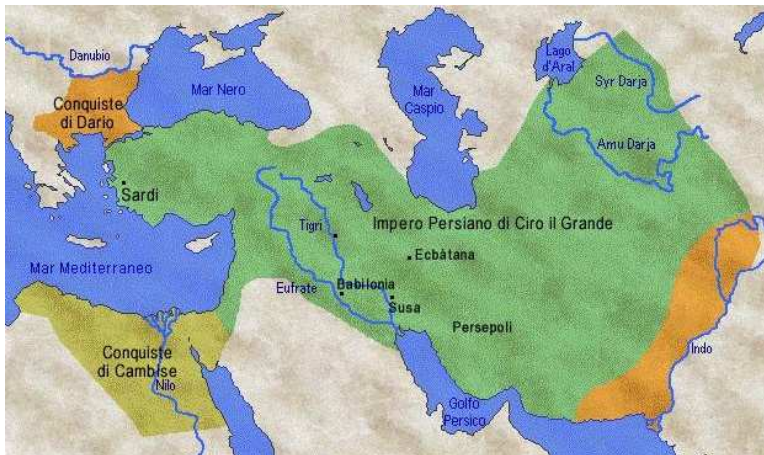 Danubio
Lago
d'Aral
Mar Nero
Mar
Caspio
Syr Darja
Conquiste
di Dario
Amu Darja
Sardi
Tigri
Impero Persiano di Ciro il Grande
Ecbàtana
Mar Mediterraneo
Eufrate
Babilonia
Susa
Persepoli
Conquiste
di Cambise
Nilo
Indo
Golfo
Persico